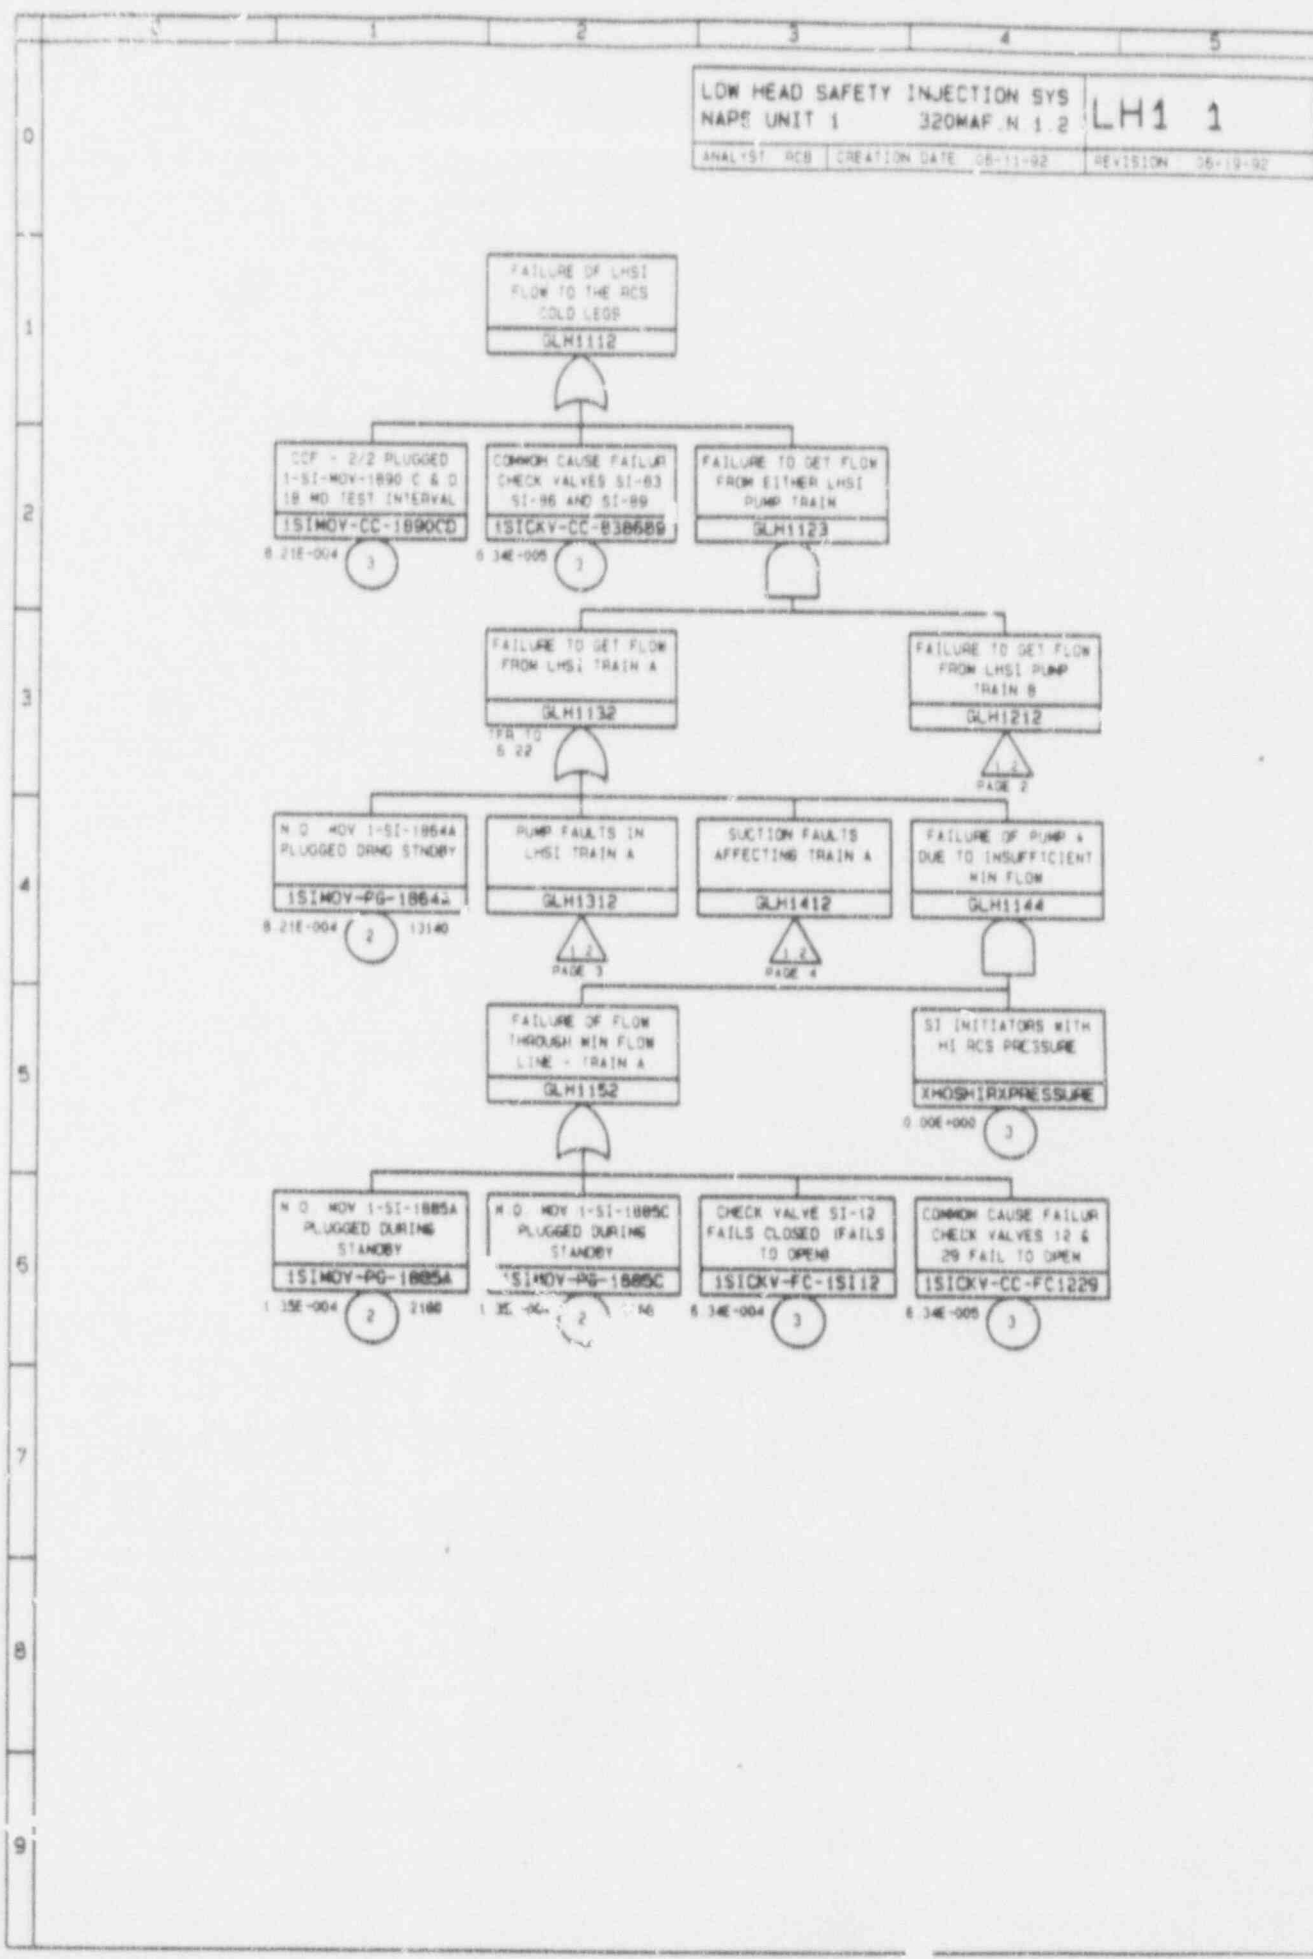 1 2 3 4 5
LOW HEAD SAFETY INJECTION SYS
NAPS UNIT 1 320MAF.N.1.2
LH1 1
ANALYST RCB CREATION DATE 06-11-92 REVISION 06-19-92
0
FAILURE OF LHSI
FLOW TO THE RCS
COLD LEGS
GLH1112
1
CCF - 2/2 PLUGGED
1-SI-MOV-1890 C & D
18 MO TEST INTERVAL
1SIMOV-CC-1890CD
8.21E-004
3
COMMON CAUSE FAILUR
CHECK VALVES SI-83
SI-86 AND SI-89
1SICKV-CC-838689
6.34E-005
3
FAILURE TO GET FLOW
FROM EITHER LHSI
PUMP TRAIN
GLH1123
2
FAILURE TO GET FLOW
FROM LHSI TRAIN A
GLH1132
TFR TO
6.22
FAILURE TO GET FLOW
FROM LHSI PUMP
TRAIN B
GLH1212
1.2
PAGE 2
3
N.O. MOV 1-SI-1864A
PLUGGED DRNG STNDBY
1SIMOV-PG-1864A
8.21E-004
2
13140
PUMP FAULTS IN
LHSI TRAIN A
GLH1312
1.2
PAGE 3
SUCTION FAULTS
AFFECTING TRAIN A
GLH1412
1.2
PAGE 4
FAILURE OF PUMP A
DUE TO INSUFFICIENT
MIN FLOW
GLH1144
4
FAILURE OF FLOW
THROUGH MIN FLOW
LINE - TRAIN A
GLH1152
SI INITIATORS WITH
HI RCS PRESSURE
XHOSHIRXPRESSURE
0.00E+000
3
5
N.O. MOV 1-SI-1885A
PLUGGED DURING
STANDBY
1SIMOV-PG-1885A
1.35E-004
2
2160
N.O. MOV 1-SI-1885C
PLUGGED DURING
STANDBY
1SIMOV-PG-1885C
2
CHECK VALVE SI-12
FAILS CLOSED (FAILS
TO OPEN)
1SICKV-FC-1SI12
6.34E-004
3
COMMON CAUSE FAILUR
CHECK VALVES 12 &
29 FAIL TO OPEN
1SICKV-CC-FC1229
6.34E-005
3
6
7
8
9